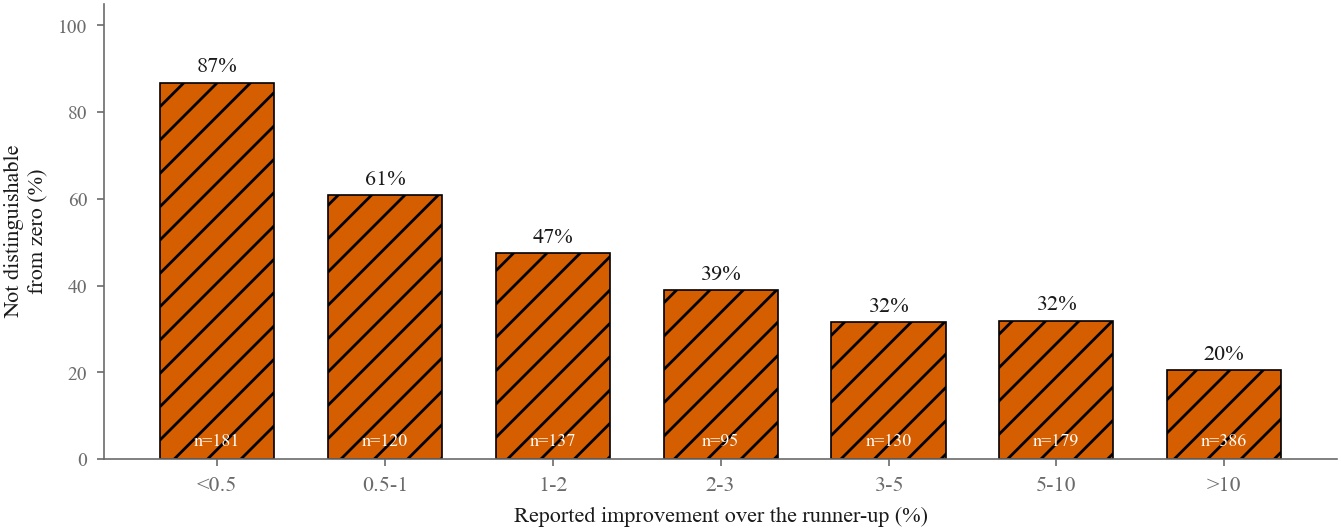 100
80
60
40
20
0
Not distinguishable
from zero (%)
87%
61%
47%
39%
32%
32%
20%
n=181
n=120
n=137
n=95
n=130
n=179
n=386
<0.5
0.5-1
1-2
2-3
3-5
5-10
>10
Reported improvement over the runner-up (%)